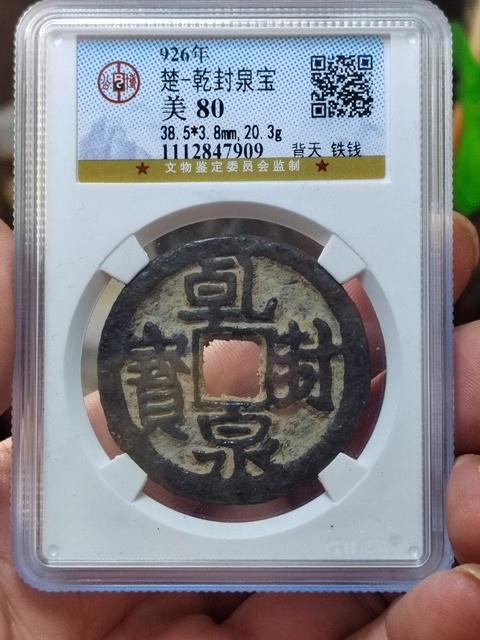 926年
楚-乾封泉宝
美 80
38.5*3.8mm,20.3g
1112847909
背天 铁钱
文物鉴定委员会监制
乾
寶 封
泉